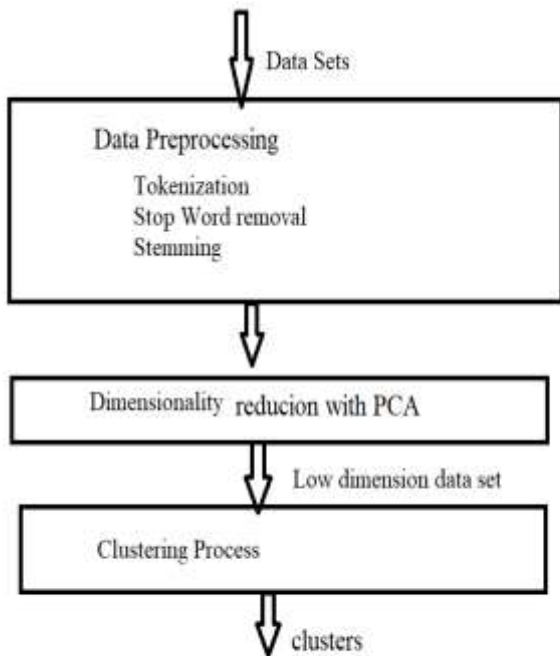 Data Sets
Data Preprocessing
Tokenization
Stop Word removal
Stemming
Dimensionality reducion with PCA
Low dimension data set
Clustering Process
clusters